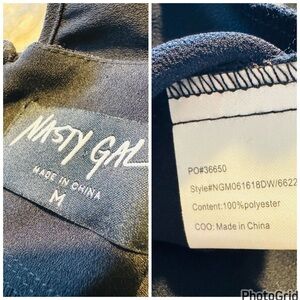 NASTY GAL
MADE IN CHINA
M
PO#36650
Style#NGM061618DW/6622
Content:100%polyester
COO: Made in China
PhotoGrid